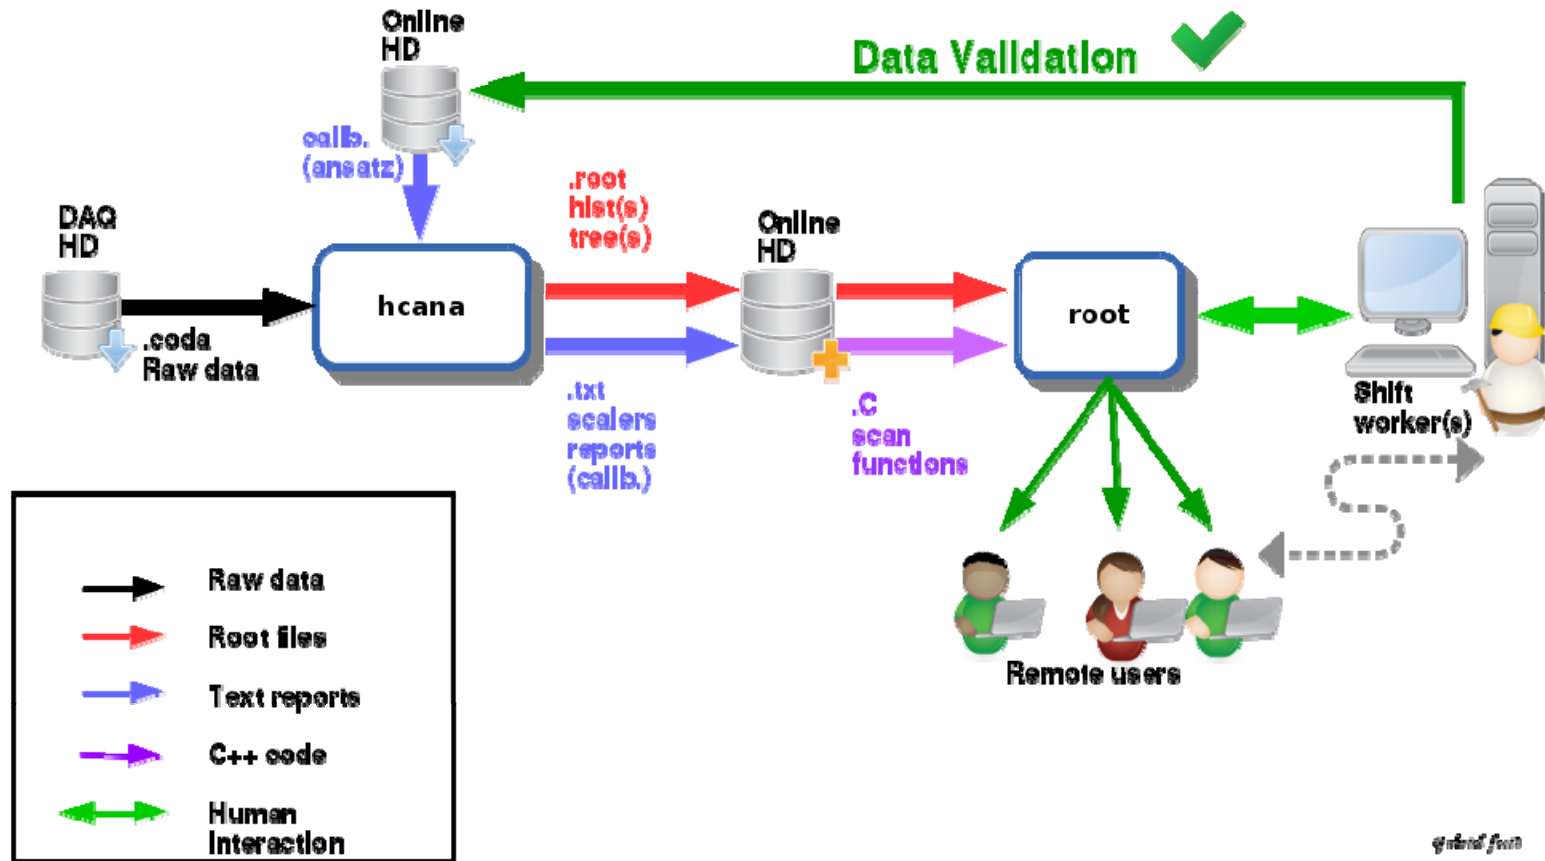 Online
HD
Data Validation
calib.
(ansatz)
.root
hist(s)
tree(s)
DAQ
HD
Online
HD
hcana
root
.coda
Raw data
.txt
scalers
reports
(calib.)
.C
scan
functions
Shift
worker(s)
Remote users
Raw data
Root files
Text reports
C++ code
Human
Interaction